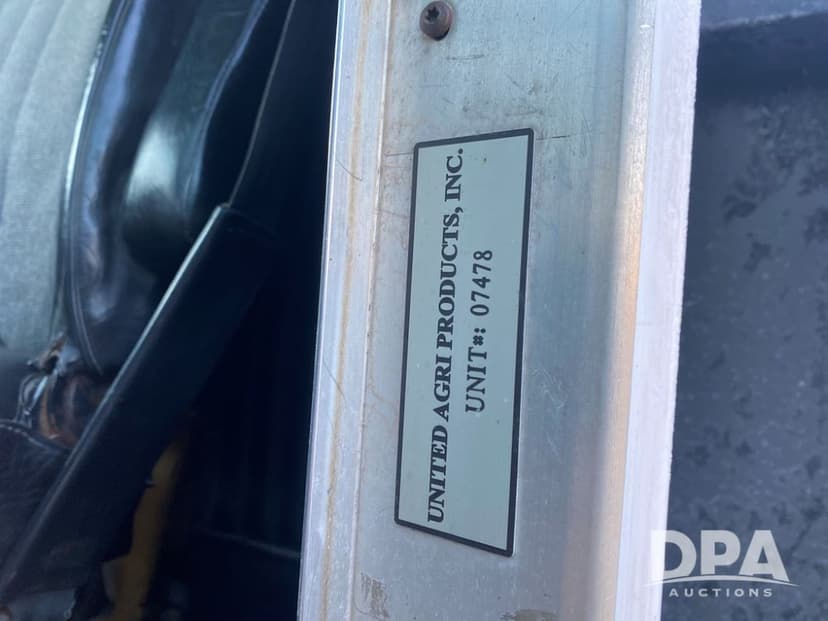 UNITED AGRI PRODUCTS, INC.
UNIT#: 07478
DPA
AUCTIONS